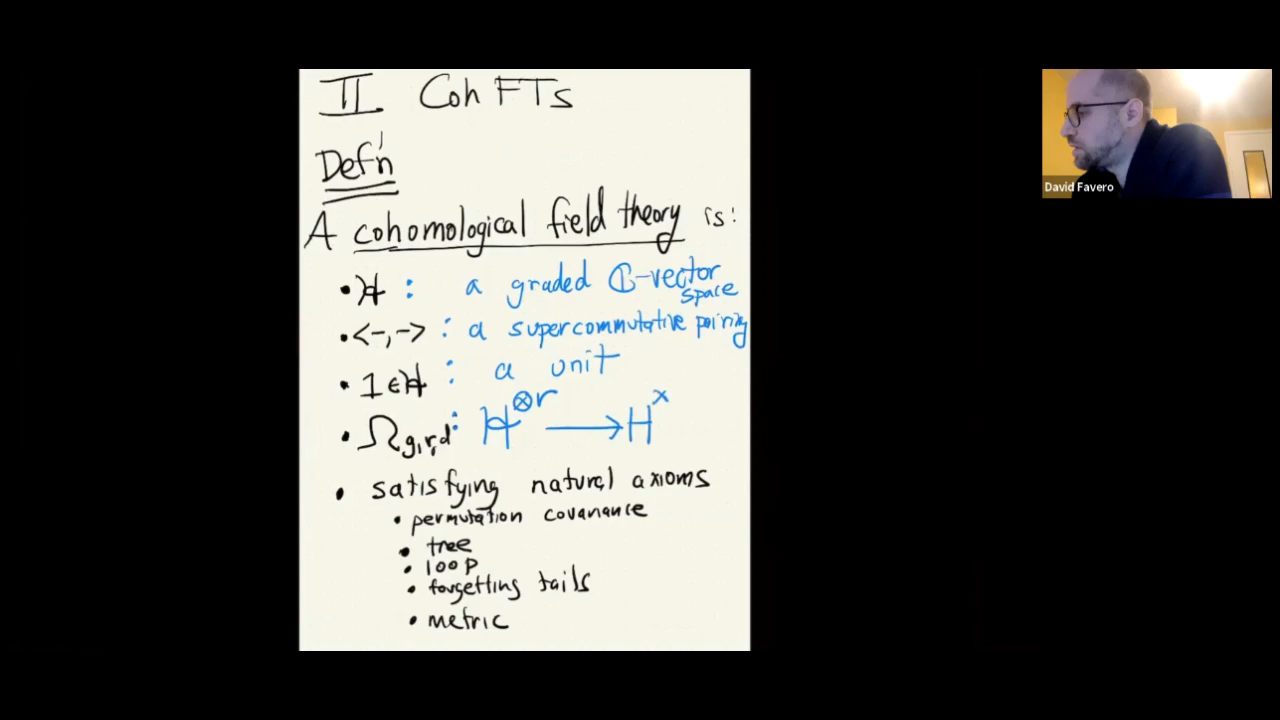 II. CohFTs
Def'n
A cohomological field theory is:
• H : a graded ℂ-vector space
• <-,-> : a supercommutative pairing
• 1 ∈ H : a unit
• Ω_{g,r,d} : H^{⊗r} → H^x
• satisfying natural axioms
• permutation covariance
• tree
• loop
• forgetting tails
• metric
David Favero